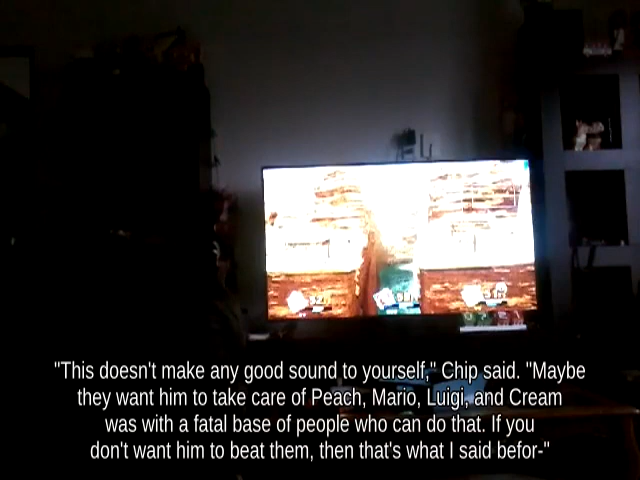 "This doesn't make any good sound to yourself," Chip said. "Maybe
they want him to take care of Peach, Mario, Luigi, and Cream
was with a fatal base of people who can do that. If you
don't want him to beat them, then that's what I said befor-"